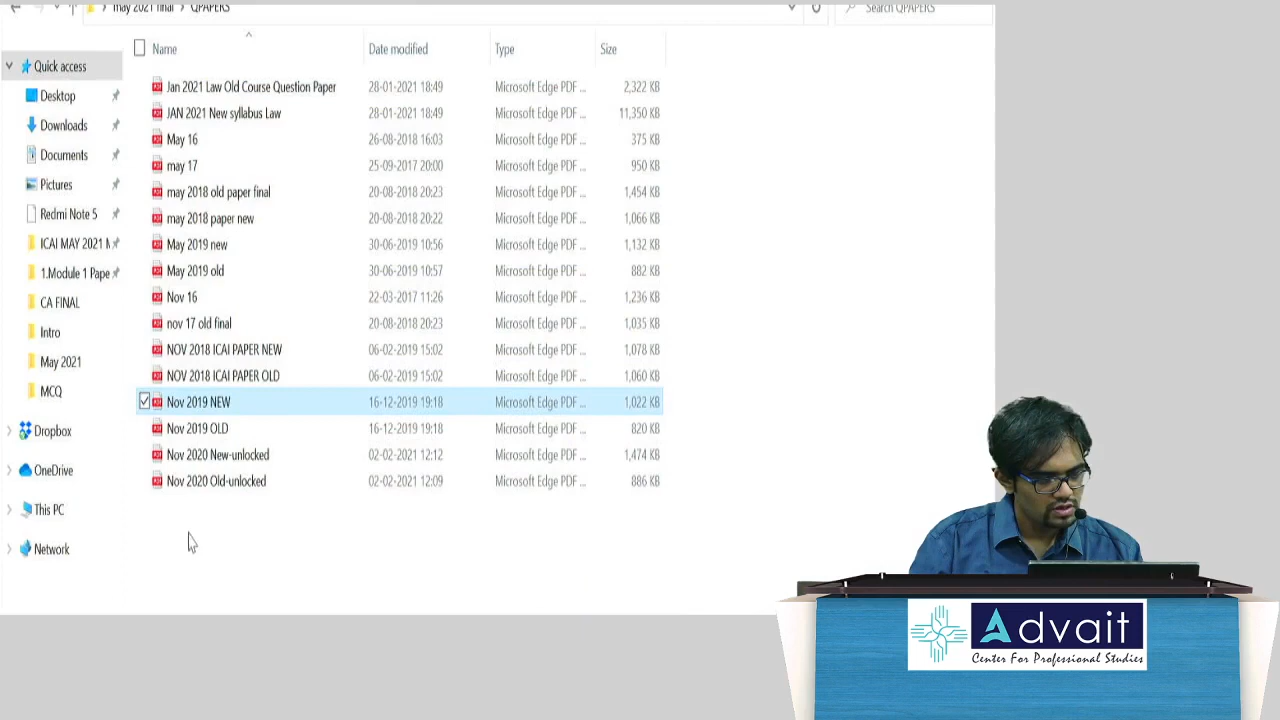 may 2021 final
QPAPERS
Search QPAPERS
Name
Date modified
Type
Size
Quick access
Desktop
Downloads
Documents
Pictures
Redmi Note 5
ICAI MAY 2021 M
1.Module 1 Pape
CA FINAL
Intro
May 2021
MCQ
Dropbox
OneDrive
This PC
Network
Jan 2021 Law Old Course Question Paper 28-01-2021 18:49 Microsoft Edge PDF ... 2,322 KB
JAN 2021 New syllabus Law 28-01-2021 18:49 Microsoft Edge PDF ... 11,350 KB
May 16 26-08-2018 16:03 Microsoft Edge PDF ... 375 KB
may 17 25-09-2017 20:00 Microsoft Edge PDF ... 950 KB
may 2018 old paper final 20-08-2018 20:23 Microsoft Edge PDF ... 1,454 KB
may 2018 paper new 20-08-2018 20:22 Microsoft Edge PDF ... 1,066 KB
May 2019 new 30-06-2019 10:56 Microsoft Edge PDF ... 1,132 KB
May 2019 old 30-06-2019 10:57 Microsoft Edge PDF ... 882 KB
Nov 16 22-03-2017 11:26 Microsoft Edge PDF ... 1,236 KB
nov 17 old final 20-08-2018 20:23 Microsoft Edge PDF ... 1,035 KB
NOV 2018 ICAI PAPER NEW 06-02-2019 15:02 Microsoft Edge PDF ... 1,078 KB
NOV 2018 ICAI PAPER OLD 06-02-2019 15:02 Microsoft Edge PDF ... 1,060 KB
Nov 2019 NEW 16-12-2019 19:18 Microsoft Edge PDF ... 1,022 KB
Nov 2019 OLD 16-12-2019 19:18 Microsoft Edge PDF ... 820 KB
Nov 2020 New-unlocked 02-02-2021 12:12 Microsoft Edge PDF ... 1,474 KB
Nov 2020 Old-unlocked 02-02-2021 12:09 Microsoft Edge PDF ... 886 KB
Advait
Center For Professional Studies